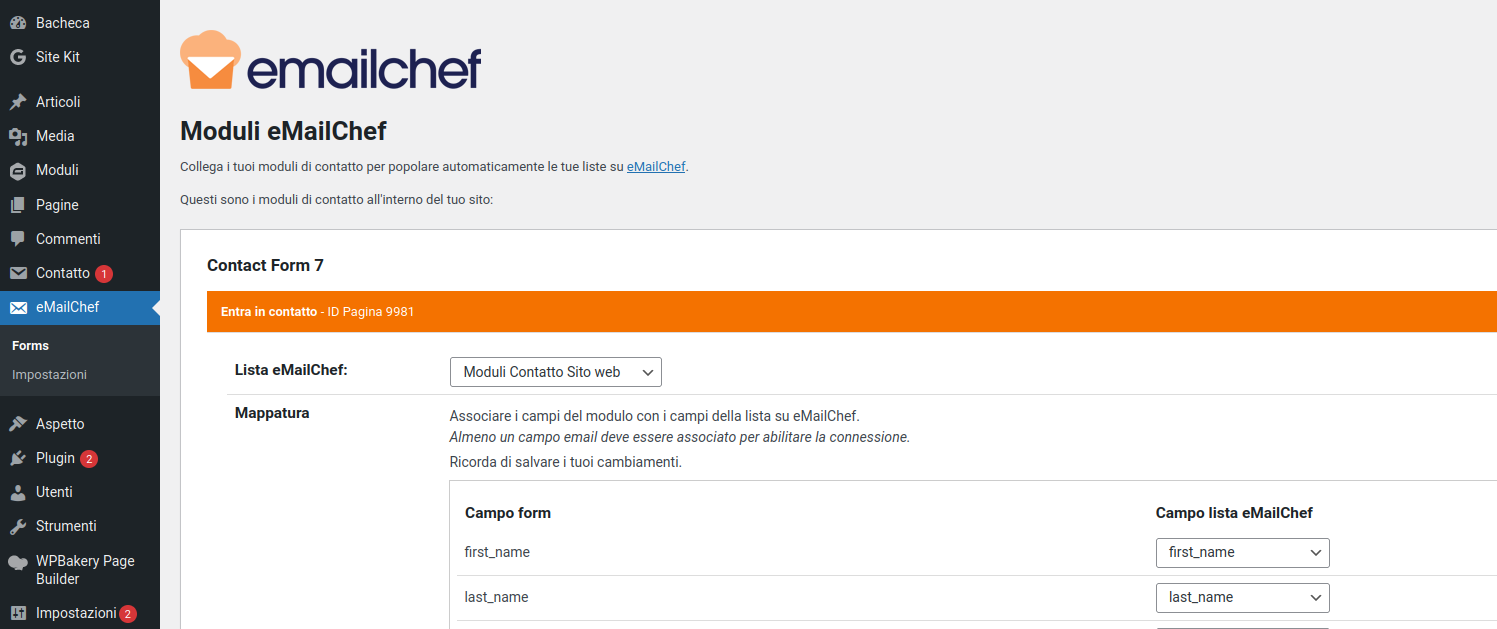 Bacheca
Site Kit
Articoli
Media
Moduli
Pagine
Commenti
Contatto 1
eMailChef
Forms
Impostazioni
Aspetto
Plugin 2
Utenti
Strumenti
WPBakery Page
Builder
Impostazioni 2
emailchef
Moduli eMailChef
Collega i tuoi moduli di contatto per popolare automaticamente le tue liste su eMailChef.
Questi sono i moduli di contatto all'interno del tuo sito:
Contact Form 7
Entra in contatto - ID Pagina 9981
Lista eMailChef: Moduli Contatto Sito web
Mappatura
Associare i campi del modulo con i campi della lista su eMailChef.
Almeno un campo email deve essere associato per abilitare la connessione.
Ricorda di salvare i tuoi cambiamenti.
Campo form Campo lista eMailChef
first_name first_name
last_name last_name